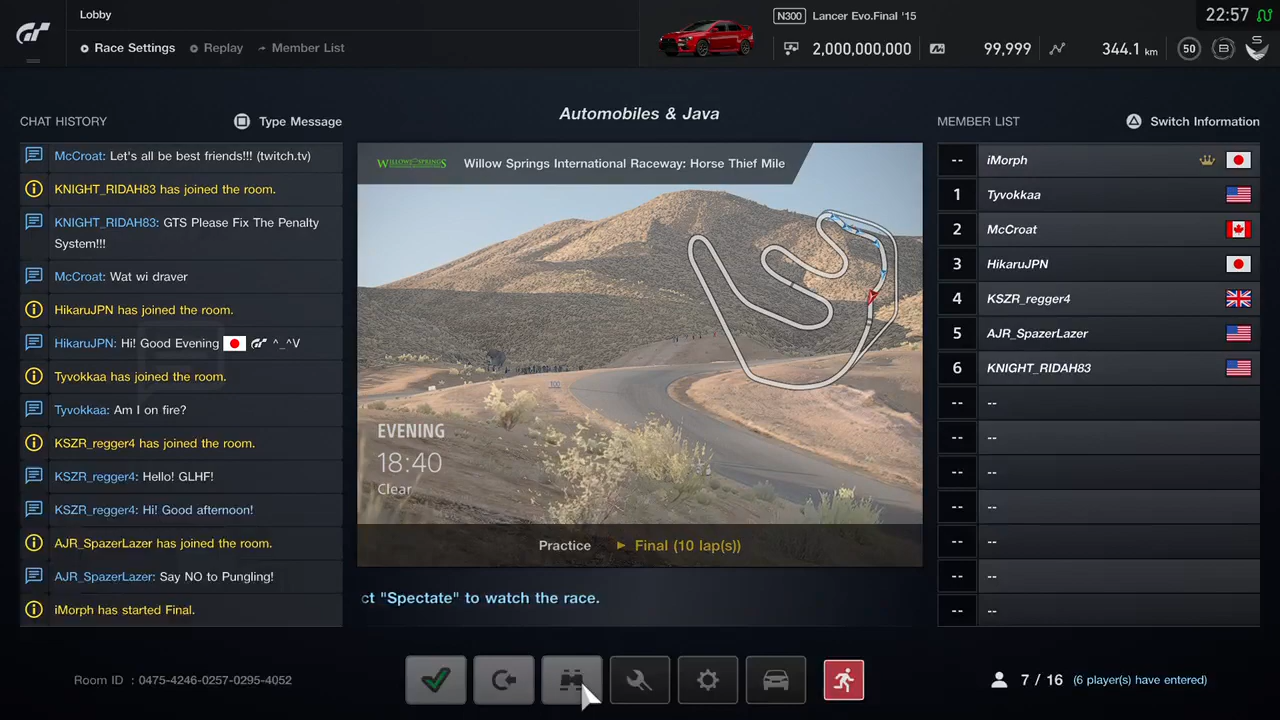 Lobby
N300 Lancer Evo.Final '15
22:57
Race Settings Replay Member List
2,000,000,000 99,999 344.1 km 50 B S
Automobiles & Java
CHAT HISTORY Type Message
McCroat: Let's all be best friends!!! (twitch.tv)
KNIGHT_RIDAH83 has joined the room.
KNIGHT_RIDAH83: GTS Please Fix The Penalty
System!!!
McCroat: Wat wi draver
HikaruJPN has joined the room.
HikaruJPN: Hi! Good Evening ^_^V
Tyvokkaa has joined the room.
Tyvokkaa: Am I on fire?
KSZR_regger4 has joined the room.
KSZR_regger4: Hello! GLHF!
KSZR_regger4: Hi! Good afternoon!
AJR_SpazerLazer has joined the room.
AJR_SpazerLazer: Say NO to Pungling!
iMorph has started Final.
WILLOW SPRINGS Willow Springs International Raceway: Horse Thief Mile
100
EVENING
18:40
Clear
Practice Final (10 lap(s))
ct "Spectate" to watch the race.
MEMBER LIST Switch Information
-- iMorph
1 Tyvokkaa
2 McCroat
3 HikaruJPN
4 KSZR_regger4
5 AJR_SpazerLazer
6 KNIGHT_RIDAH83
-- --
-- --
-- --
-- --
-- --
-- --
-- --
Room ID : 0475-4246-0257-0295-4052
7 / 16 (6 player(s) have entered)